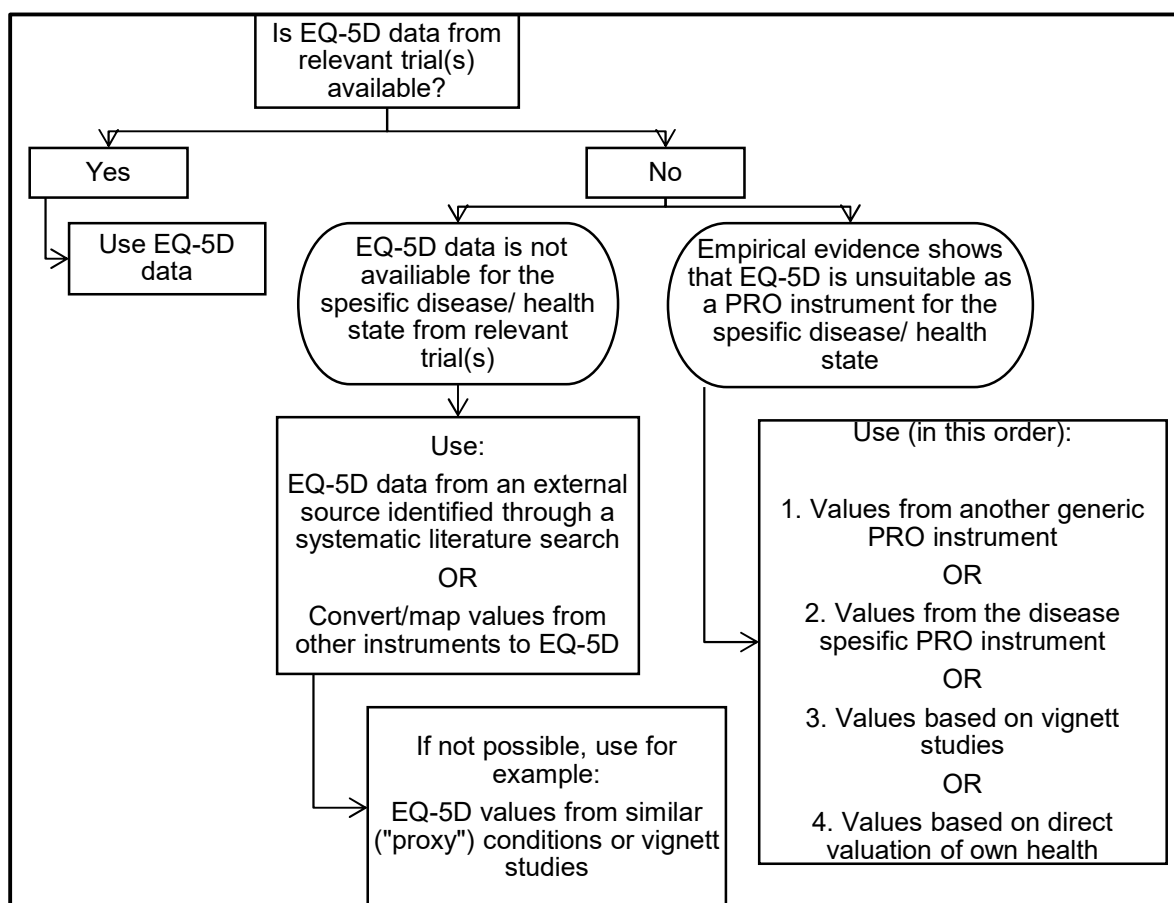 Is EQ-5D data from
relevant trial(s)
available?
Yes
No
Use EQ-5D
data
EQ-5D data is not
availiable for the
spesific disease/ health
state from relevant
trial(s)
Empirical evidence shows
that EQ-5D is unsuitable as
a PRO instrument for the
spesific disease/ health
state
Use:
EQ-5D data from an external
source identified through a
systematic literature search
OR
Convert/map values from
other instruments to EQ-5D
If not possible, use for
example:
EQ-5D values from similar
("proxy") conditions or vignett
studies
Use (in this order):
1. Values from another generic
PRO instrument
OR
2. Values from the disease
spesific PRO instrument
OR
3. Values based on vignett
studies
OR
4. Values based on direct
valuation of own health